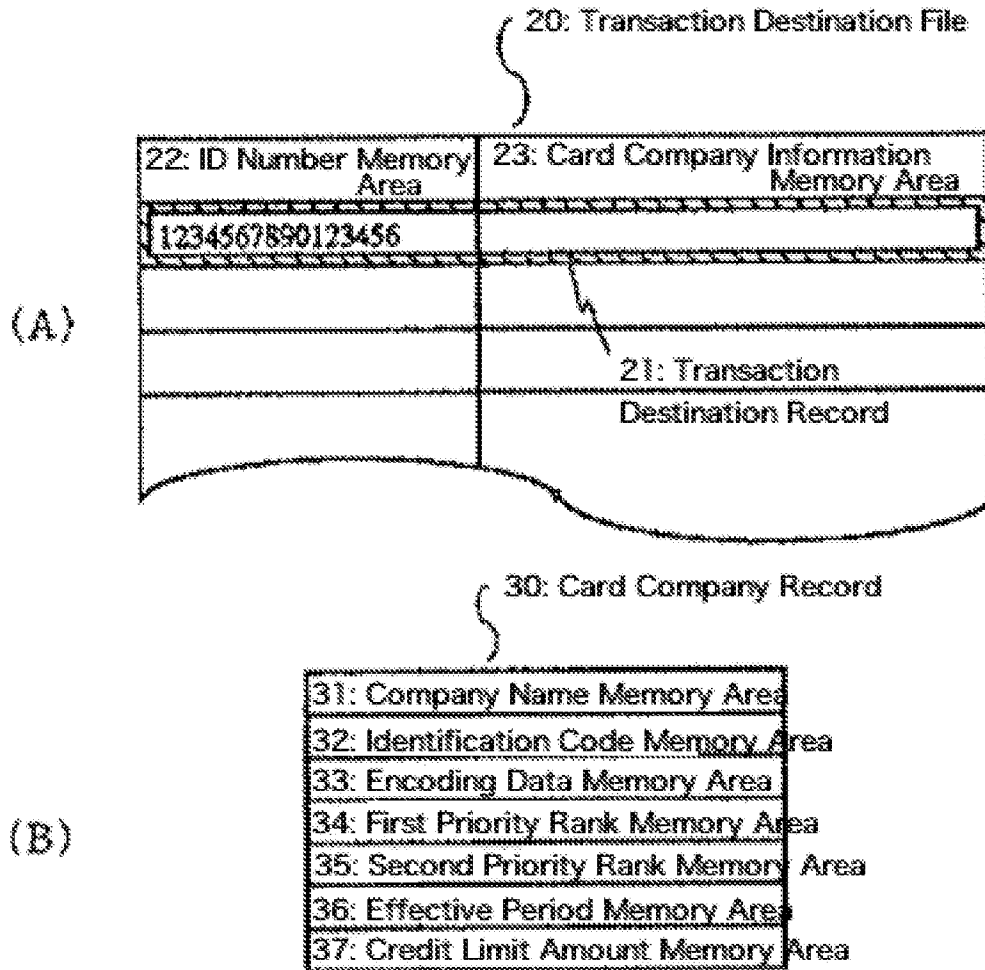 20: Transaction Destination File
22: ID Number Memory Area
23: Card Company Information Memory Area
1234567890123456
(A)
21: Transaction
Destination Record
30: Card Company Record
31: Company Name Memory Area
32: Identification Code Memory Area
33: Encoding Data Memory Area
34: First Priority Rank Memory Area
(B)
35: Second Priority Rank Memory Area
36: Effective Period Memory Area
37: Credit Limit Amount Memory Area